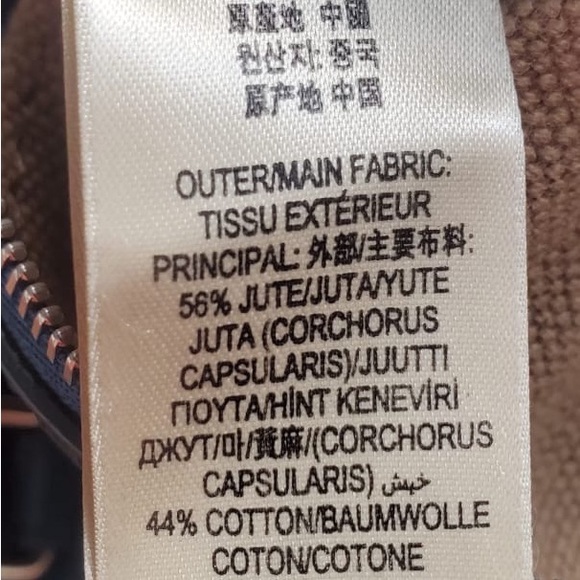 原產地 中國
원산지: 중국
原产地 中国
OUTER/MAIN FABRIC:
TISSU EXTÉRIEUR
PRINCIPAL: 外部/主要布料:
56% JUTE/JUTA/YUTE
JUTA (CORCHORUS
CAPSULARIS)/JUUTTI
ΓΙΟΥΤΑ/HİNT KENEVİRİ
ДЖУТ/마/黃麻/(CORCHORUS
CAPSULARIS) خيش
44% COTTON/BAUMWOLLE
COTON/COTONE